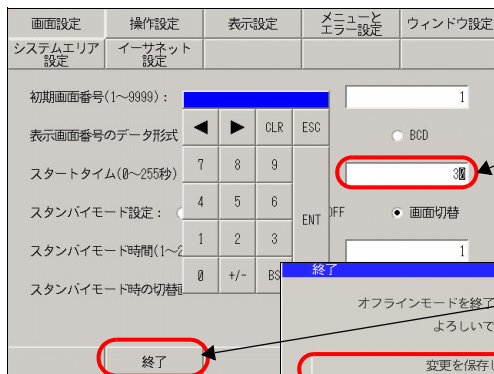 画面設定 操作設定 表示設定 メニューとエラー設定 ウィンドウ設定
システムエリア設定 イーサネット設定
初期画面番号(1～9999)： 1
◀ ▶ CLR ESC
表示画面番号のデータ形式 BCD
7 8 9
スタートタイム(0～255秒) 30
4 5 6 ENT
スタンバイモード設定： OFF 画面切替
1 2 3
スタンバイモード時間(1～2 1
0 +/- BS
終了
スタンバイモード時の切替画
オフラインモードを終了
よろしいで
終了
変更を保存し